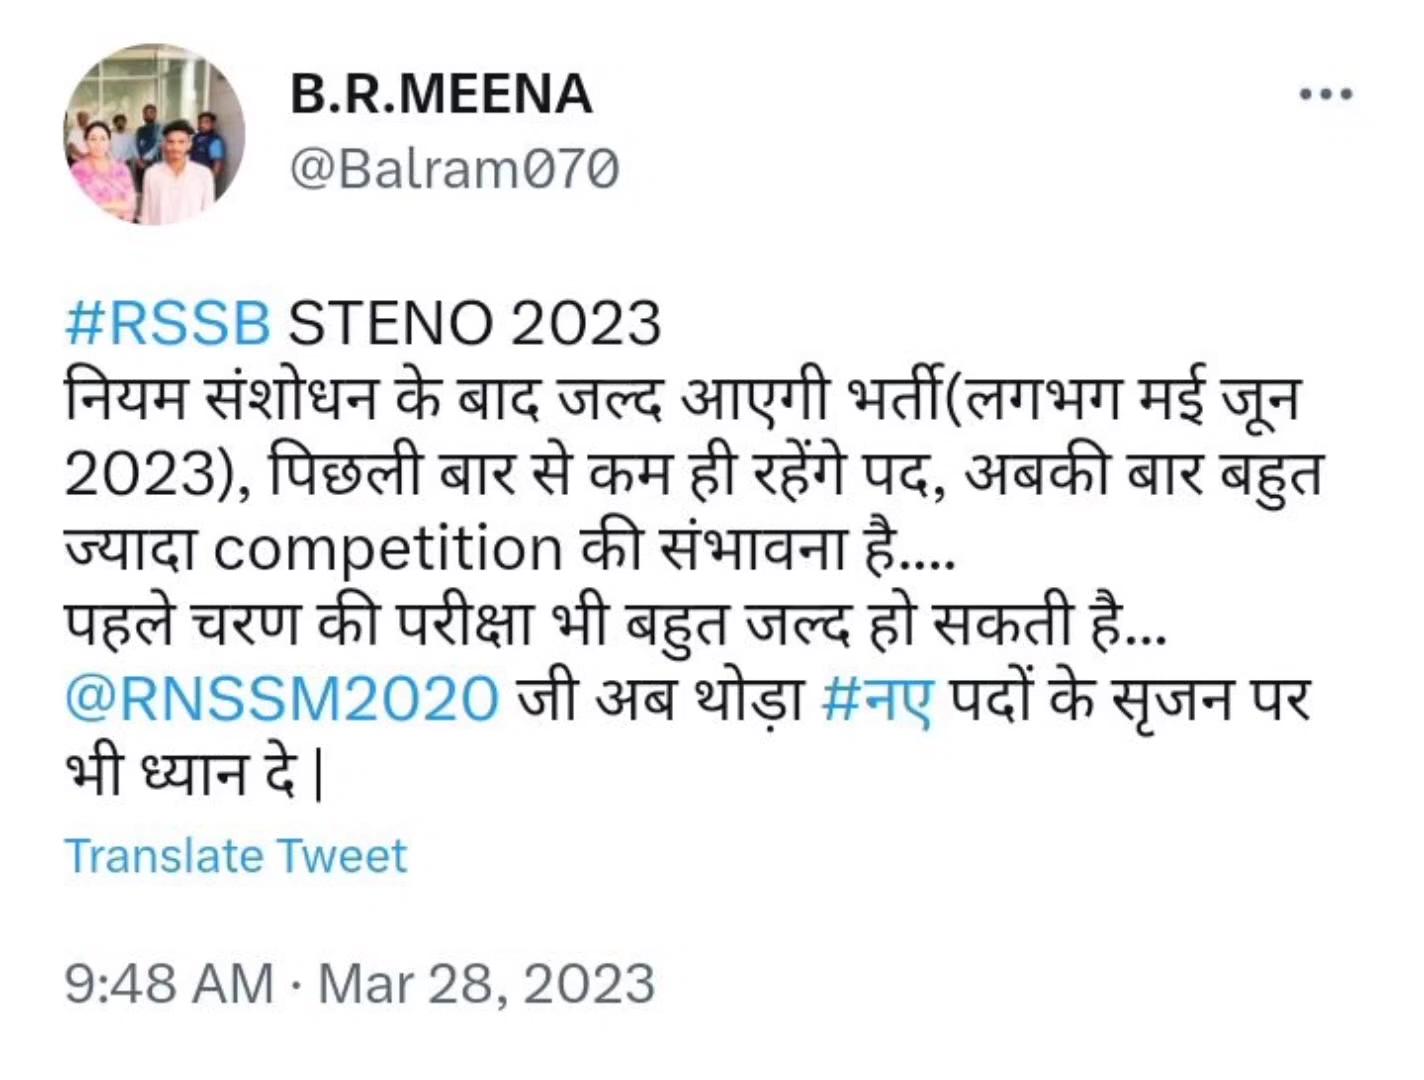 B.R.MEENA
@Balram070
#RSSB STENO 2023
नियम संशोधन के बाद जल्द आएगी भर्ती(लगभग मई जून
2023), पिछली बार से कम ही रहेंगे पद, अबकी बार बहुत
ज्यादा competition की संभावना है....
पहले चरण की परीक्षा भी बहुत जल्द हो सकती है...
@RNSSM2020 जी अब थोड़ा #नए पदों के सृजन पर
भी ध्यान दे |
Translate Tweet
9:48 AM · Mar 28, 2023